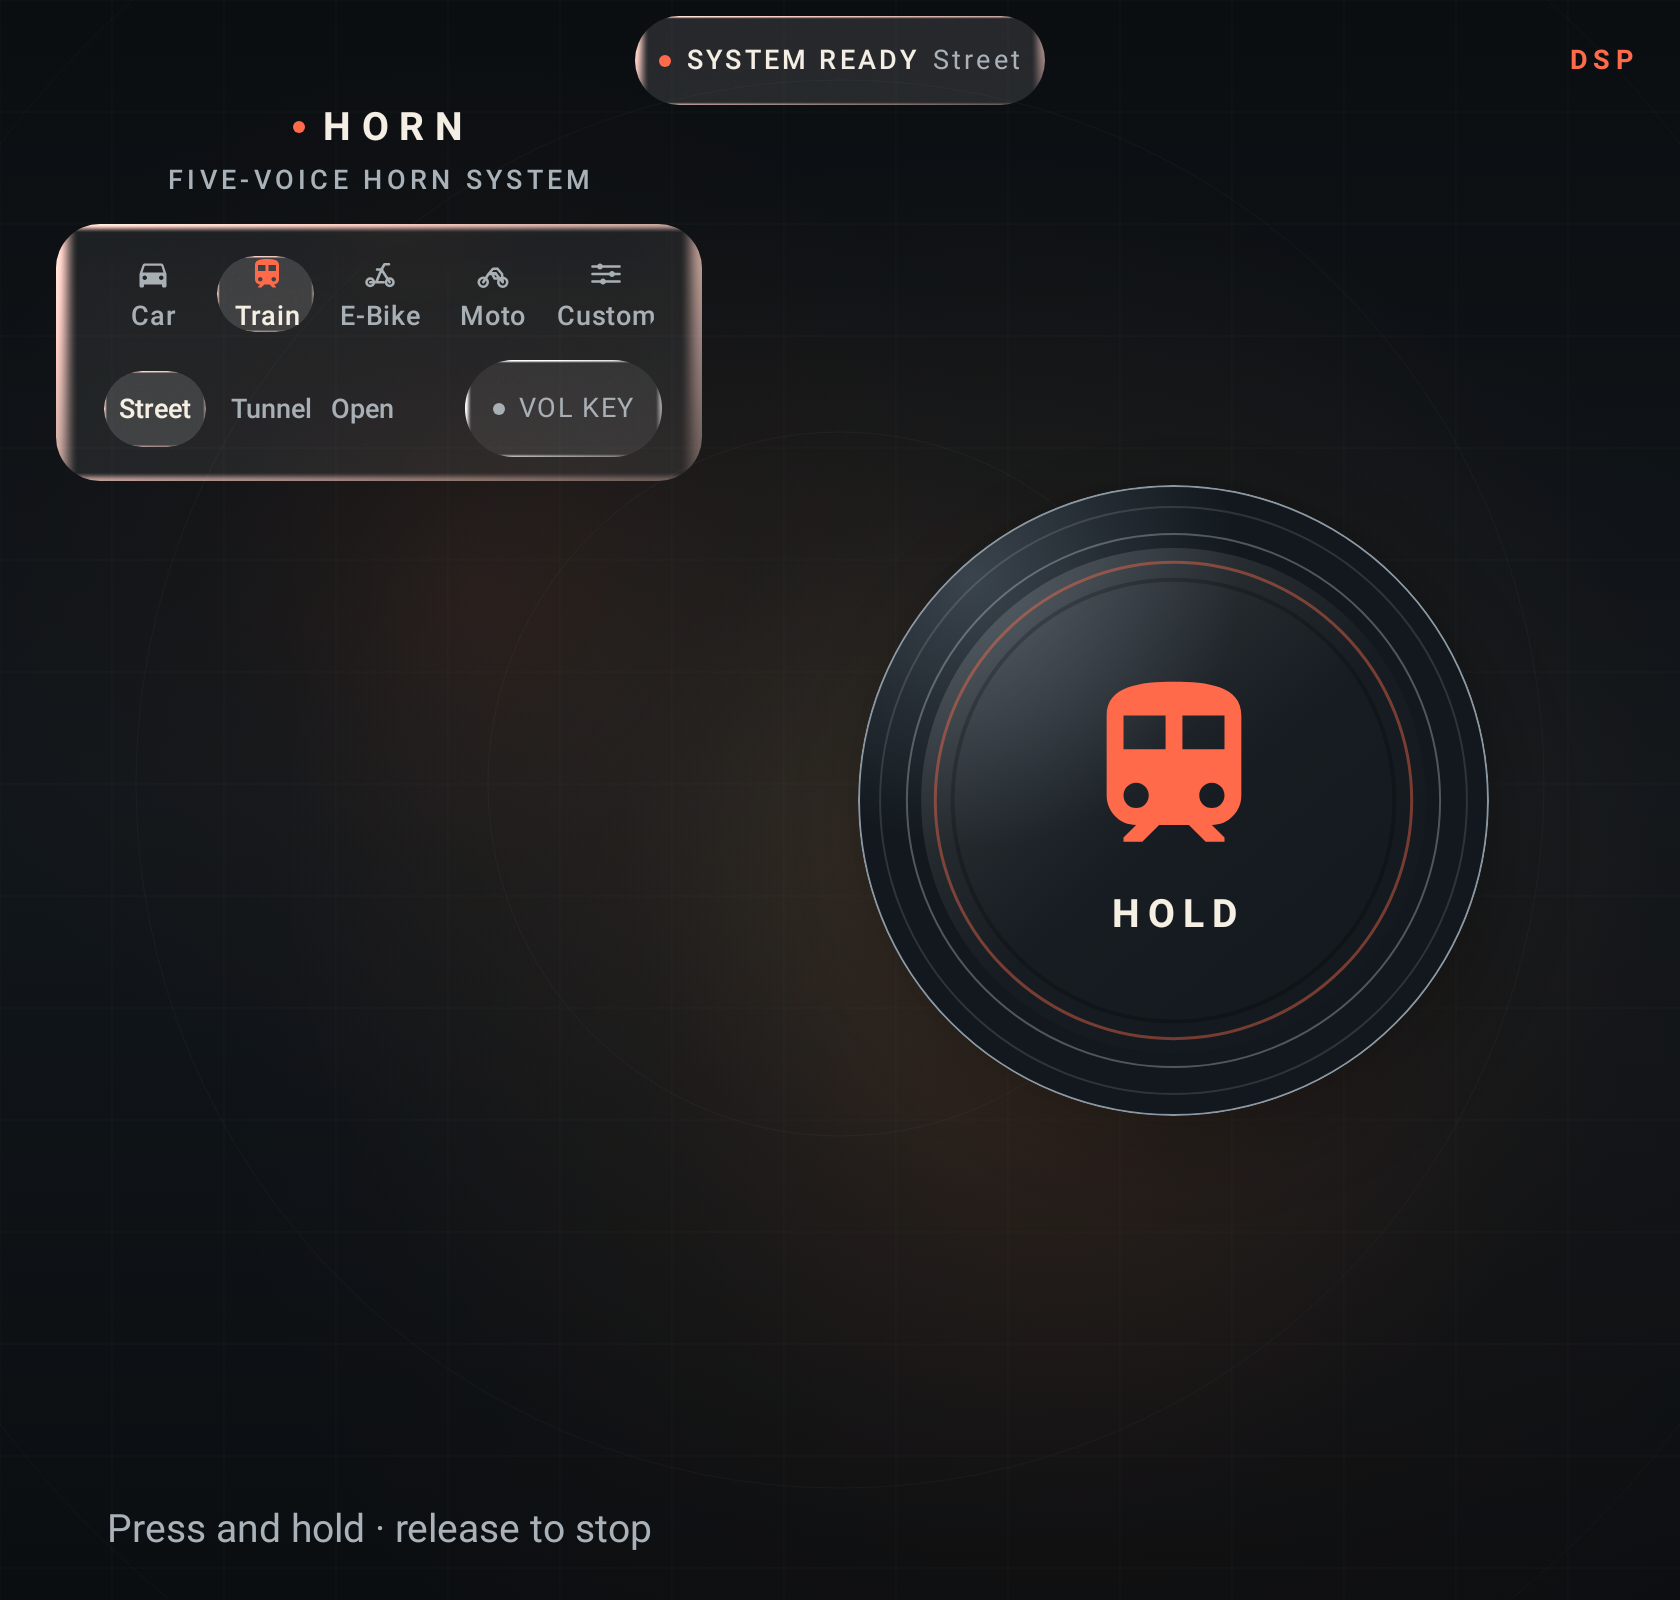 SYSTEM READY Street
DSP
HORN
FIVE-VOICE HORN SYSTEM
Car Train E-Bike Moto Custom
Street Tunnel Open VOL KEY
HOLD
Press and hold · release to stop